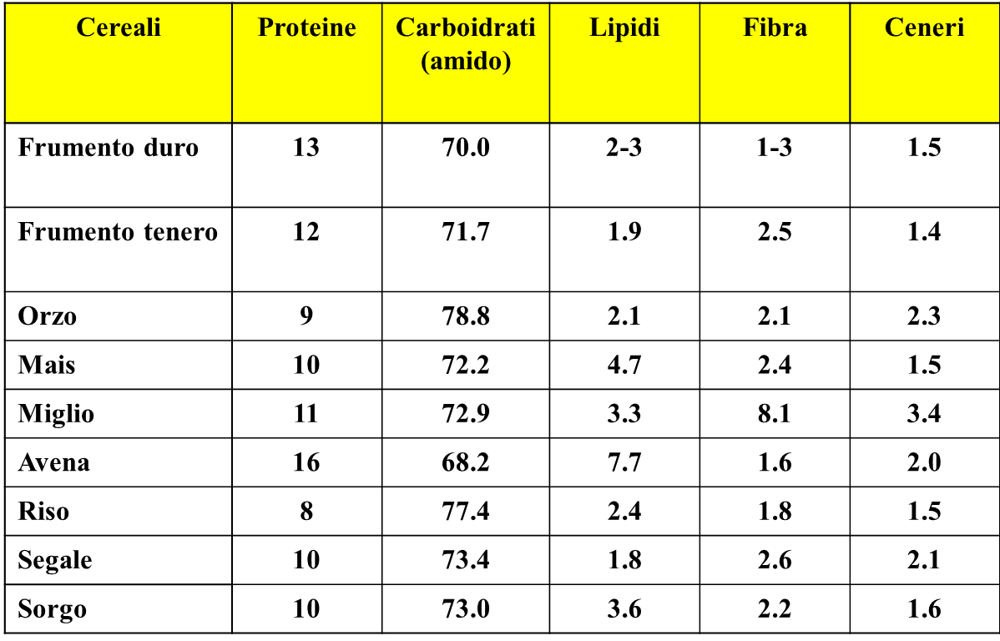 Cereali Proteine Carboidrati (amido) Lipidi Fibra Ceneri
Frumento duro 13 70.0 2-3 1-3 1.5
Frumento tenero 12 71.7 1.9 2.5 1.4
Orzo 9 78.8 2.1 2.1 2.3
Mais 10 72.2 4.7 2.4 1.5
Miglio 11 72.9 3.3 8.1 3.4
Avena 16 68.2 7.7 1.6 2.0
Riso 8 77.4 2.4 1.8 1.5
Segale 10 73.4 1.8 2.6 2.1
Sorgo 10 73.0 3.6 2.2 1.6